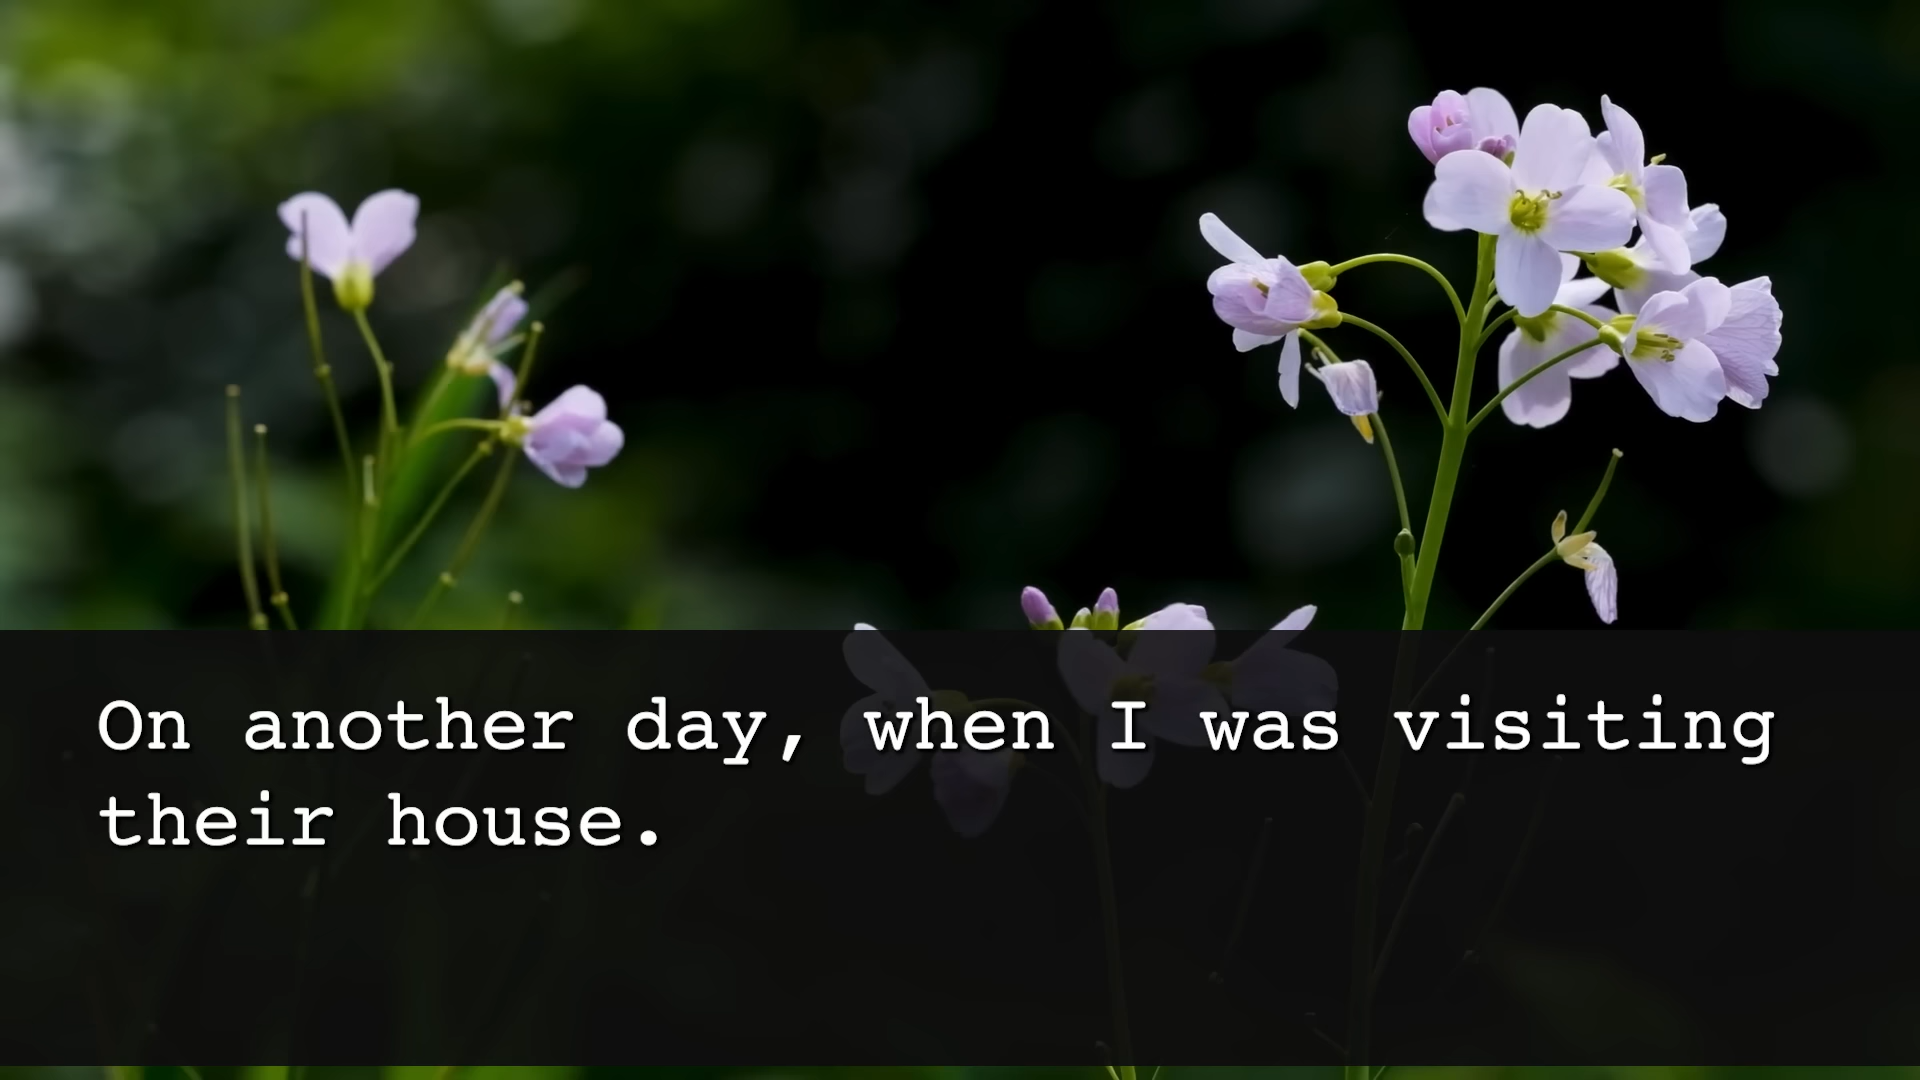 On another day, when I was visiting
their house.